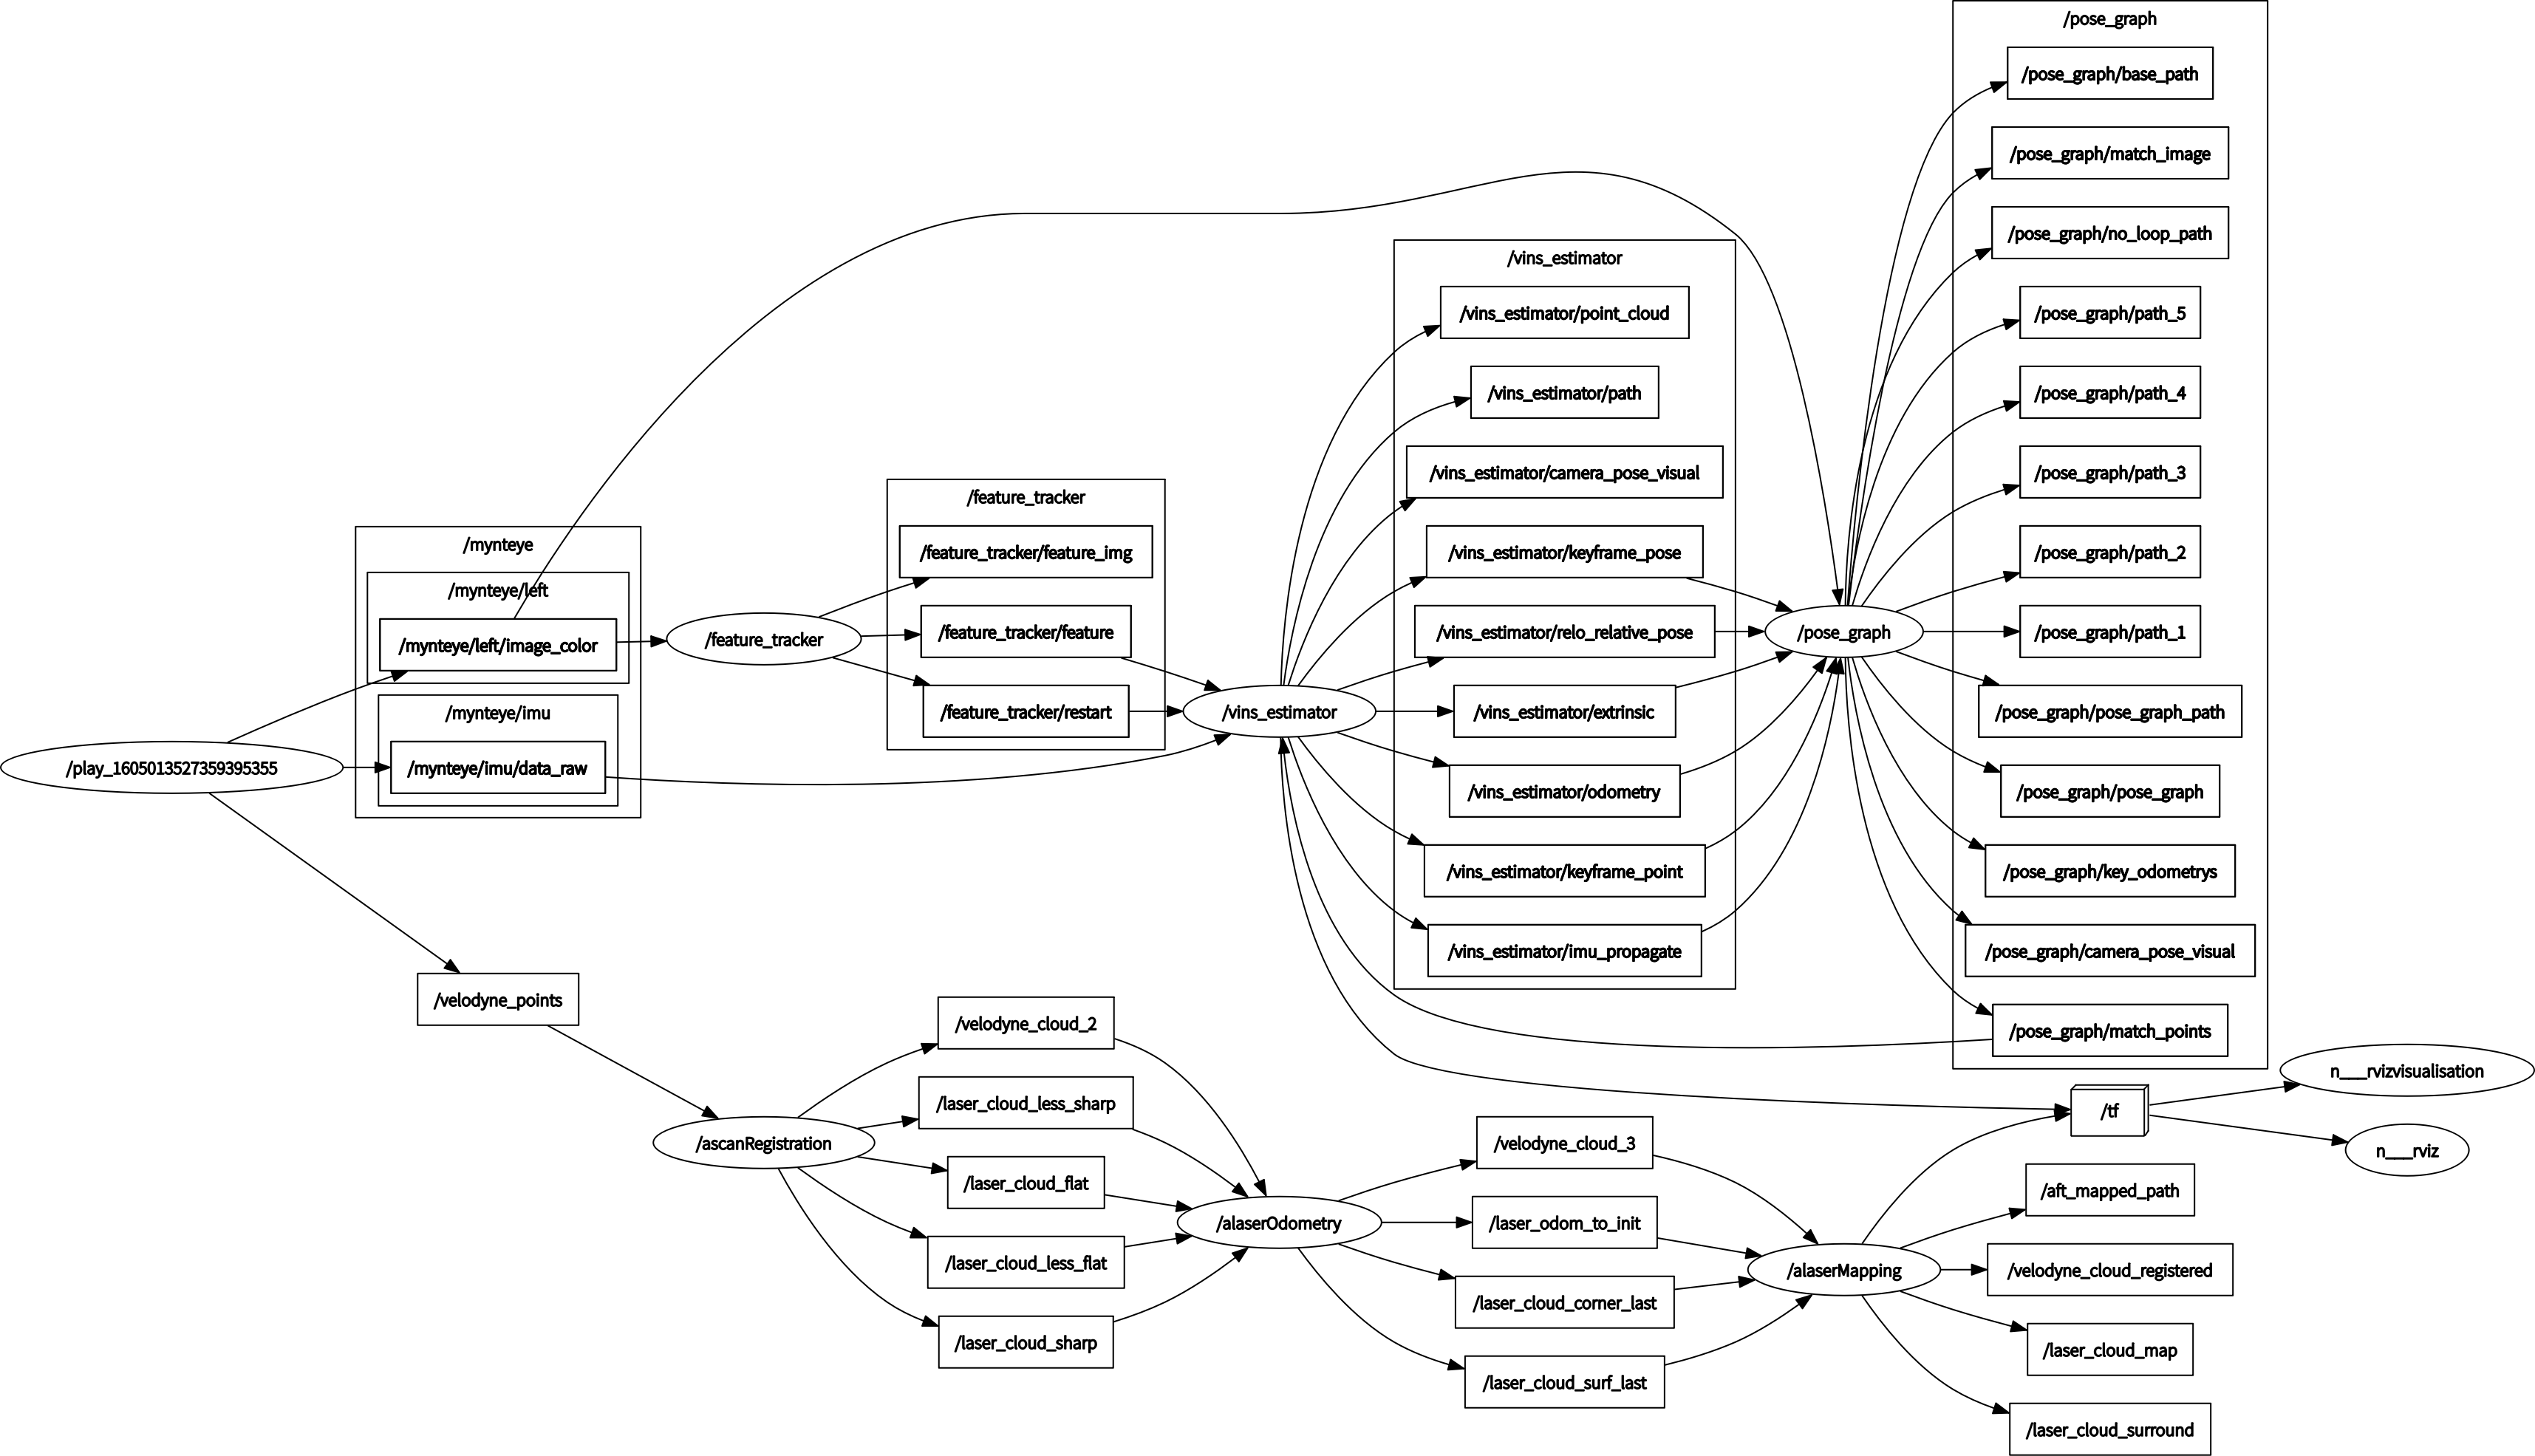 /pose_graph
/pose_graph/base_path
/pose_graph/match_image
/pose_graph/no_loop_path
/pose_graph/path_5
/pose_graph/path_4
/pose_graph/path_3
/pose_graph/path_2
/pose_graph/path_1
/pose_graph/pose_graph_path
/pose_graph/pose_graph
/pose_graph/key_odometrys
/pose_graph/camera_pose_visual
/pose_graph/match_points
/vins_estimator
/vins_estimator/point_cloud
/vins_estimator/path
/vins_estimator/camera_pose_visual
/vins_estimator/keyframe_pose
/vins_estimator/relo_relative_pose
/vins_estimator/extrinsic
/vins_estimator/odometry
/vins_estimator/keyframe_point
/vins_estimator/imu_propagate
/pose_graph
/feature_tracker
/feature_tracker/feature_img
/feature_tracker/feature
/feature_tracker/restart
/vins_estimator
/mynteye
/mynteye/left
/mynteye/left/image_color
/mynteye/imu
/mynteye/imu/data_raw
/feature_tracker
/play_1605013527359395355
/velodyne_points
/ascanRegistration
/velodyne_cloud_2
/laser_cloud_less_sharp
/laser_cloud_flat
/laser_cloud_less_flat
/laser_cloud_sharp
/alaserOdometry
/velodyne_cloud_3
/laser_odom_to_init
/laser_cloud_corner_last
/laser_cloud_surf_last
/alaserMapping
/tf
/aft_mapped_path
/velodyne_cloud_registered
/laser_cloud_map
/laser_cloud_surround
n___rvizvisualisation
n___rviz